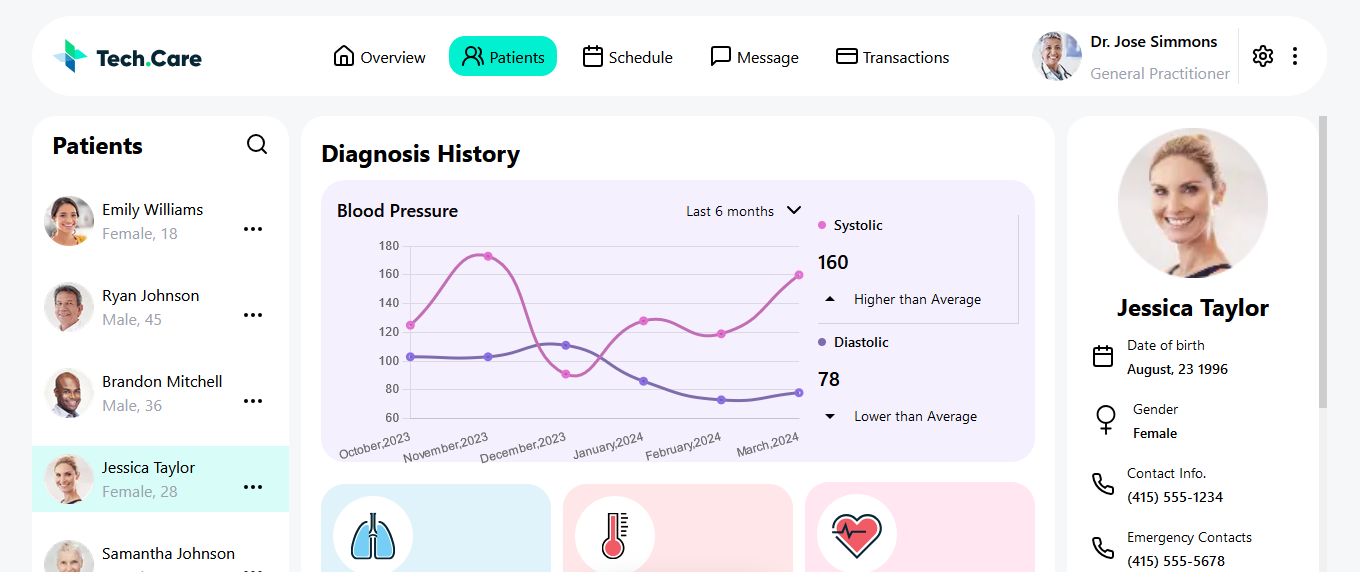 Tech.Care
Overview
Patients
Schedule
Message
Transactions
Dr. Jose Simmons
General Practitioner
Patients
Emily Williams
Female, 18
Ryan Johnson
Male, 45
Brandon Mitchell
Male, 36
Jessica Taylor
Female, 28
Samantha Johnson
Diagnosis History
Blood Pressure
Last 6 months
180
160
140
120
100
80
60
October,2023
November,2023
December,2023
January,2024
February,2024
March,2024
Systolic
160
Higher than Average
Diastolic
78
Lower than Average
Jessica Taylor
Date of birth
August, 23 1996
Gender
Female
Contact Info.
(415) 555-1234
Emergency Contacts
(415) 555-5678